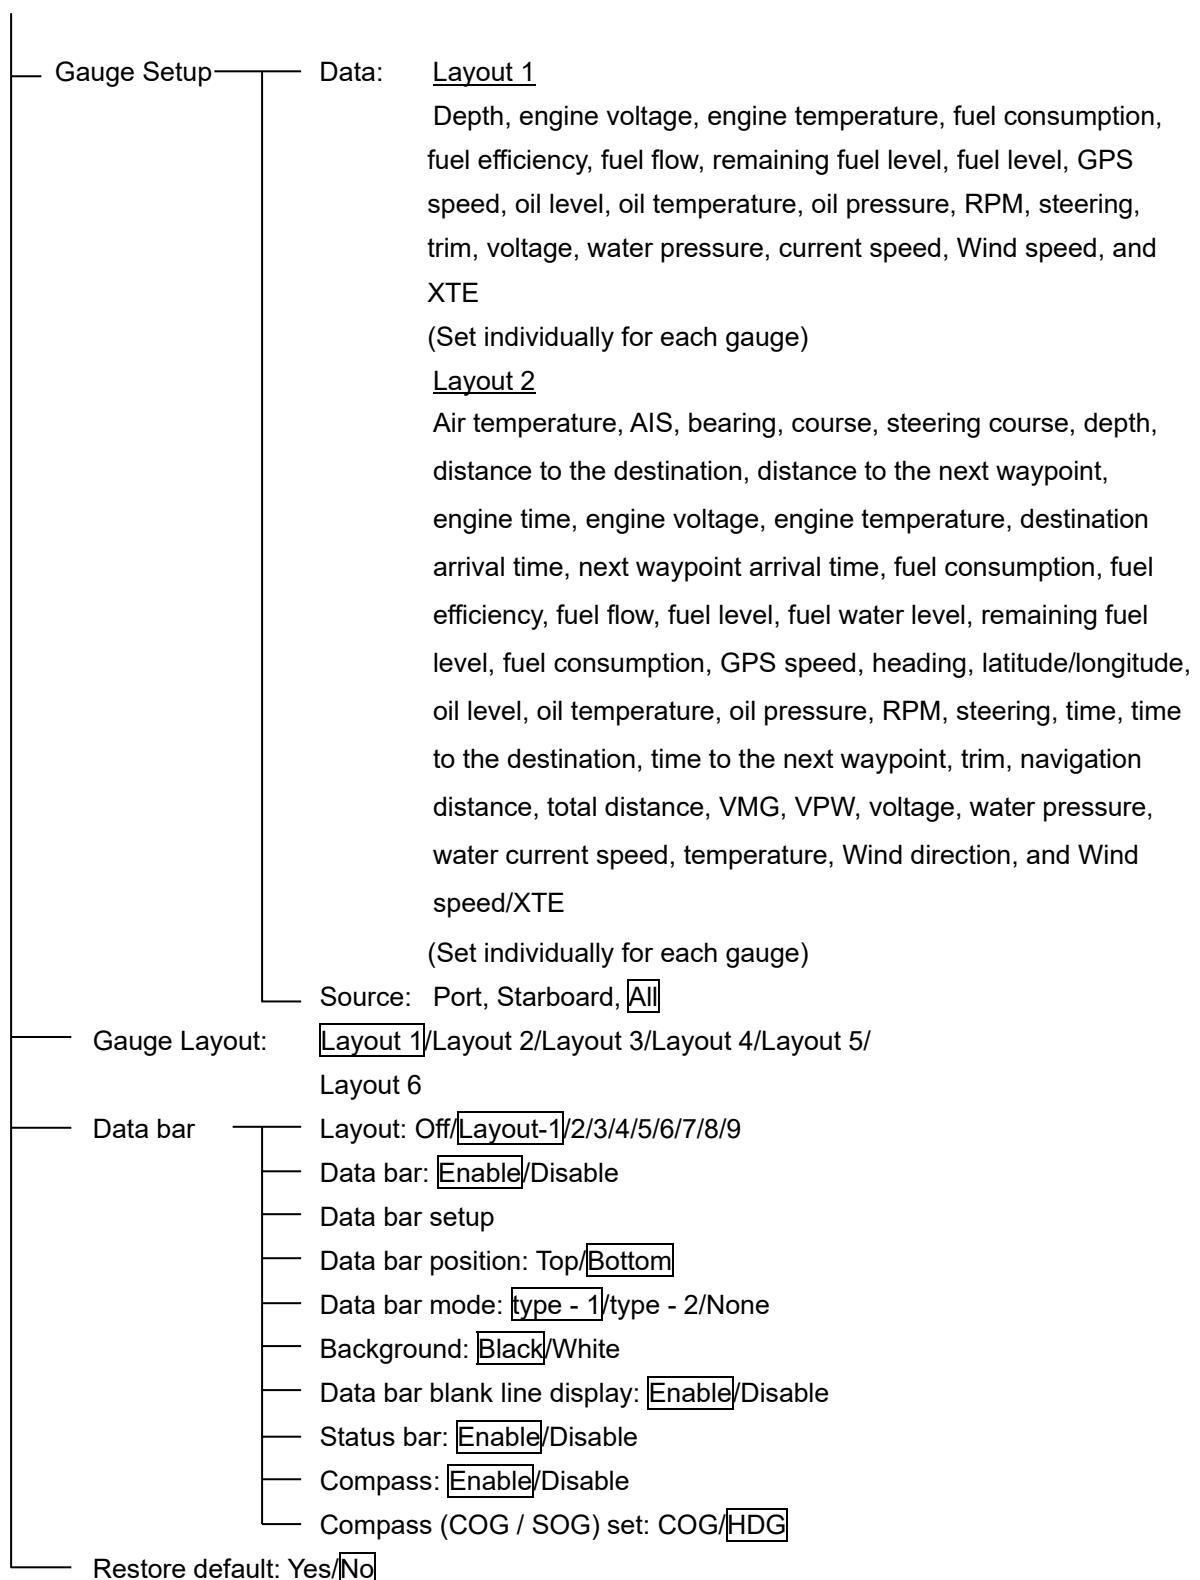 Gauge Setup Data: Layout 1
Depth, engine voltage, engine temperature, fuel consumption,
fuel efficiency, fuel flow, remaining fuel level, fuel level, GPS
speed, oil level, oil temperature, oil pressure, RPM, steering,
trim, voltage, water pressure, current speed, Wind speed, and
XTE
(Set individually for each gauge)
Layout 2
Air temperature, AIS, bearing, course, steering course, depth,
distance to the destination, distance to the next waypoint,
engine time, engine voltage, engine temperature, destination
arrival time, next waypoint arrival time, fuel consumption, fuel
efficiency, fuel flow, fuel level, fuel water level, remaining fuel
level, fuel consumption, GPS speed, heading, latitude/longitude,
oil level, oil temperature, oil pressure, RPM, steering, time, time
to the destination, time to the next waypoint, trim, navigation
distance, total distance, VMG, VPW, voltage, water pressure,
water current speed, temperature, Wind direction, and Wind
speed/XTE
(Set individually for each gauge)
Source: Port, Starboard, All
Gauge Layout: Layout 1/Layout 2/Layout 3/Layout 4/Layout 5/
Layout 6
Data bar Layout: Off/Layout-1/2/3/4/5/6/7/8/9
Data bar: Enable/Disable
Data bar setup
Data bar position: Top/Bottom
Data bar mode: type - 1/type - 2/None
Background: Black/White
Data bar blank line display: Enable/Disable
Status bar: Enable/Disable
Compass: Enable/Disable
Compass (COG / SOG) set: COG/HDG
Restore default: Yes/No